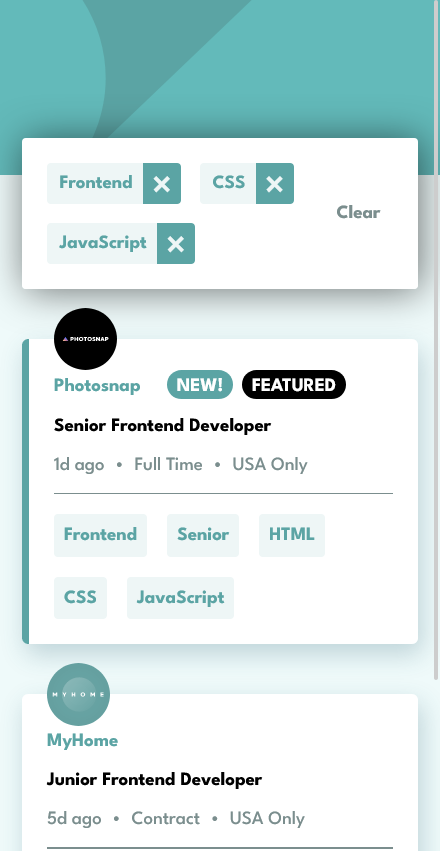 Frontend
CSS
Clear
JavaScript
PHOTOSNAP
Photosnap NEW! FEATURED
Senior Frontend Developer
1d ago • Full Time • USA Only
Frontend Senior HTML
CSS JavaScript
MYHOME
MyHome
Junior Frontend Developer
5d ago • Contract • USA Only